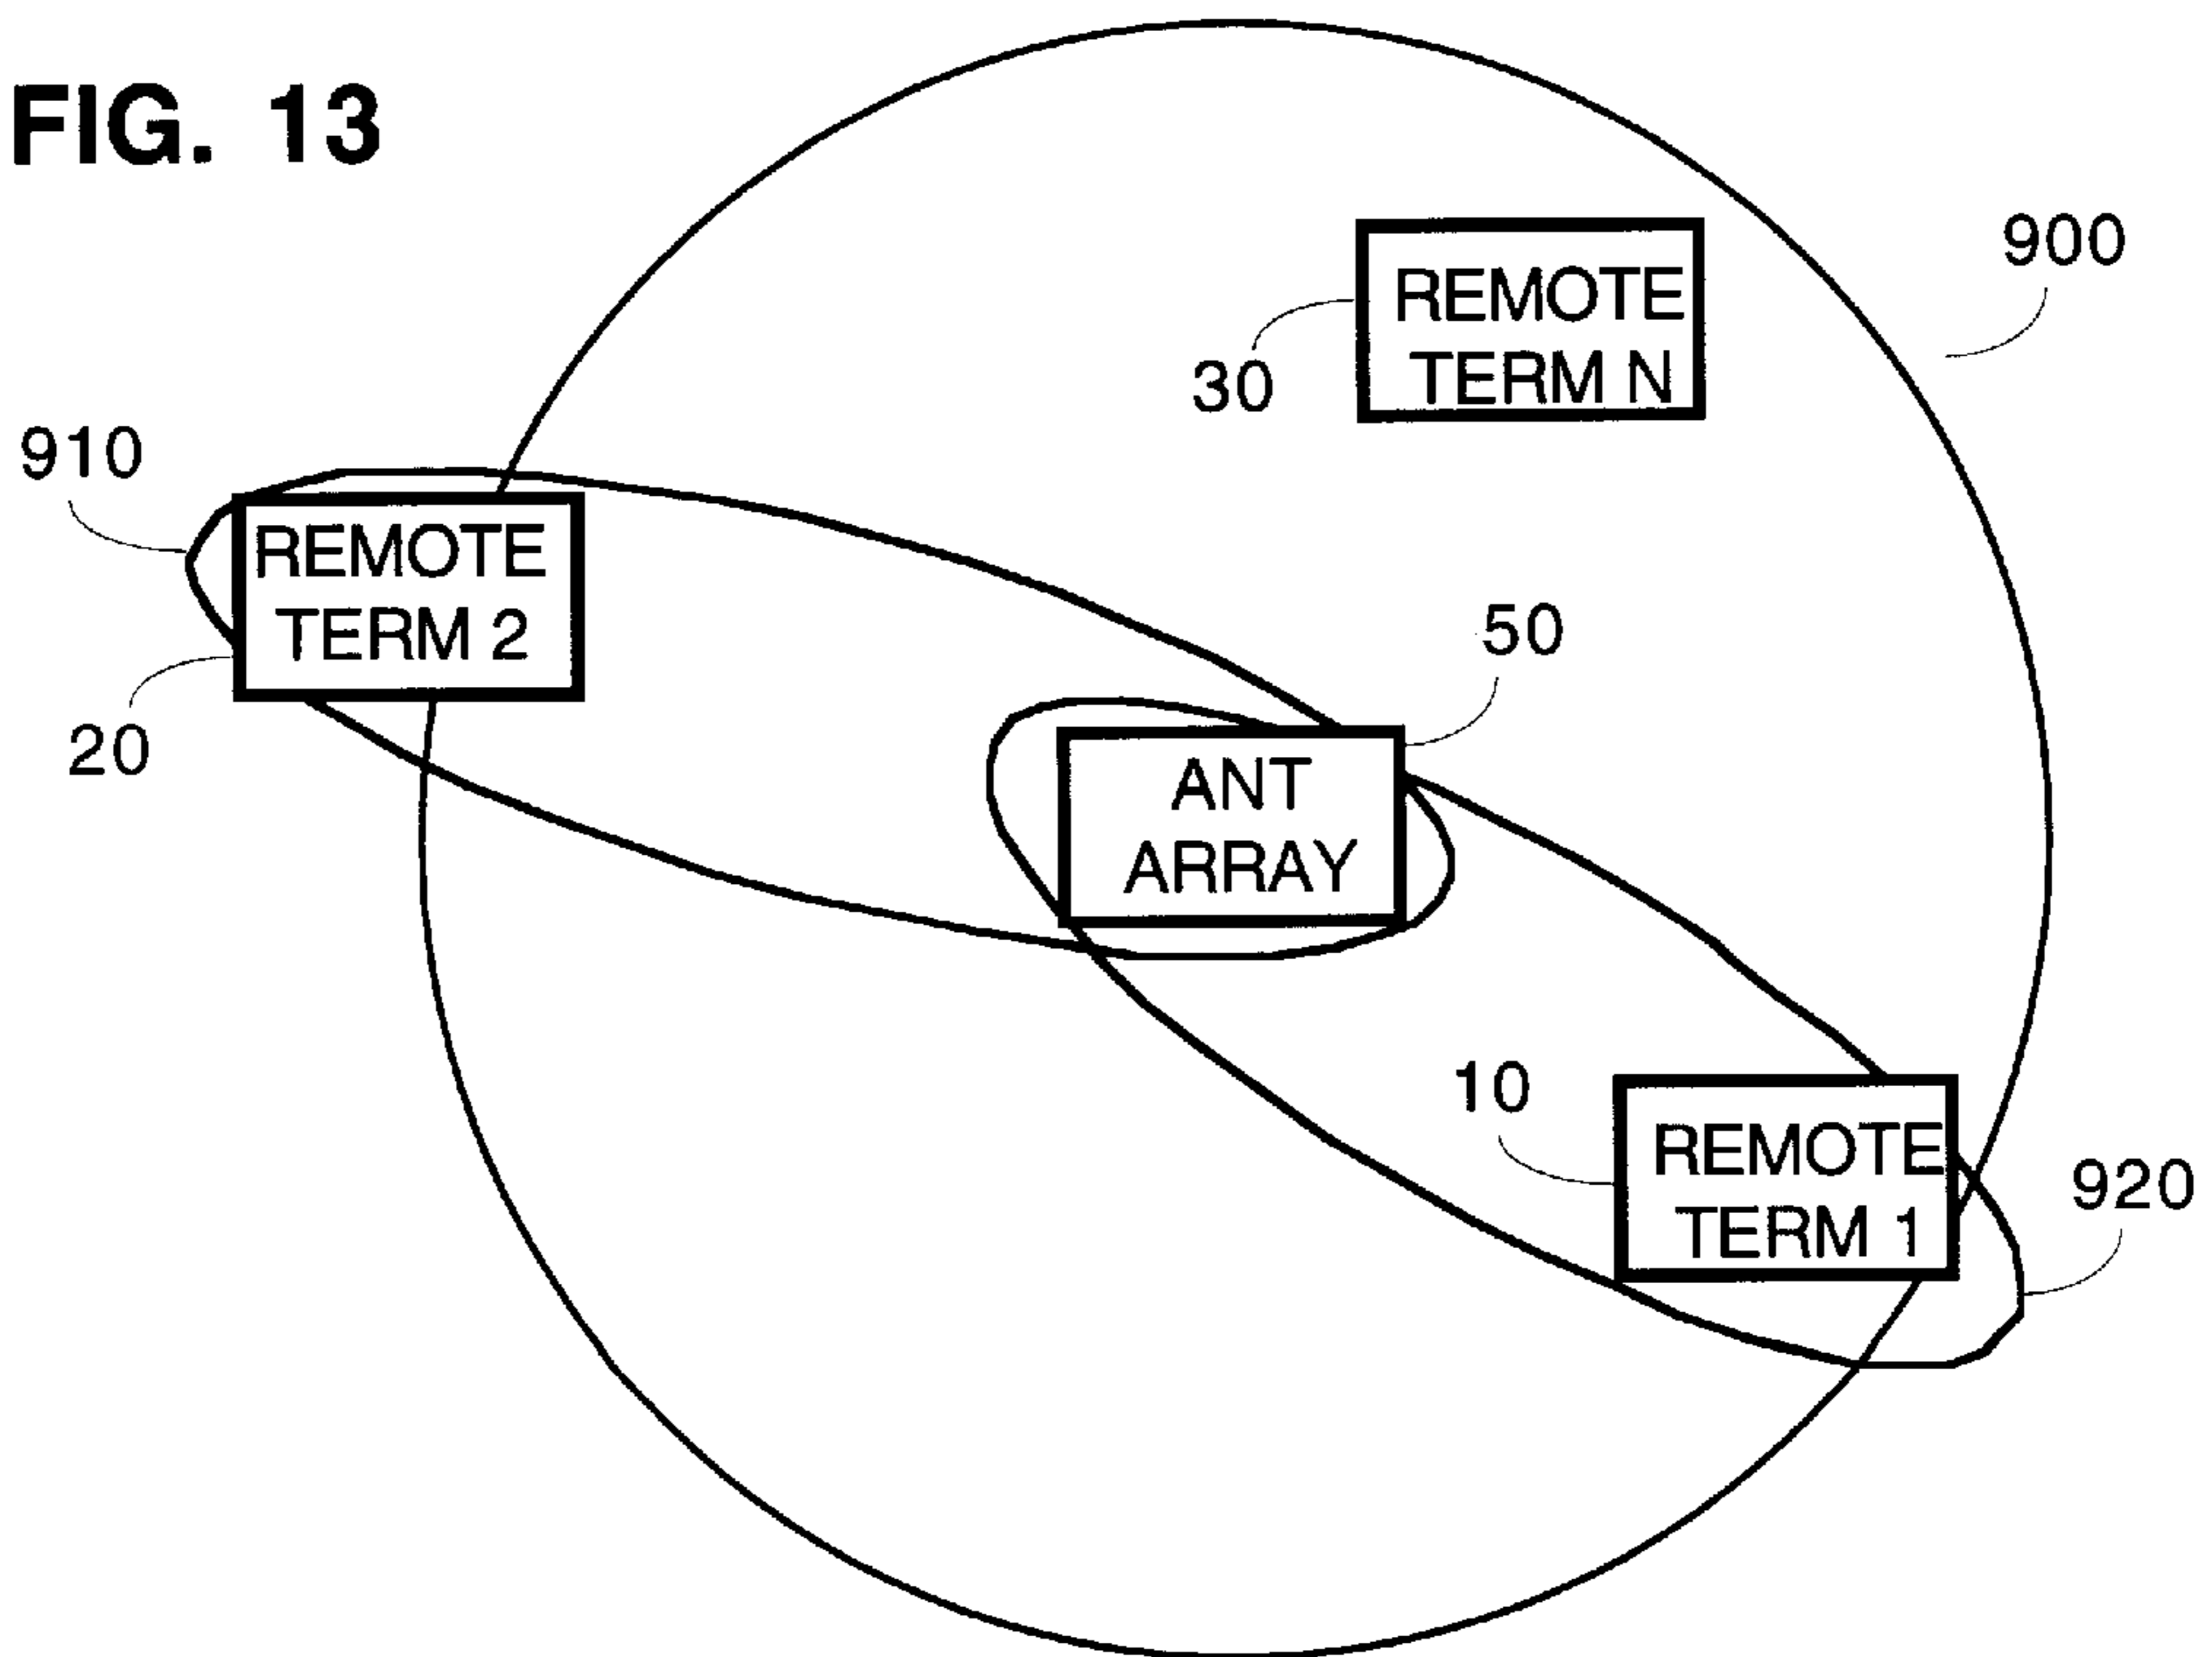 FIG. 13
900
REMOTE
TERM N
30
910
REMOTE
TERM 2
20
50
ANT
ARRAY
10
REMOTE
TERM 1
920